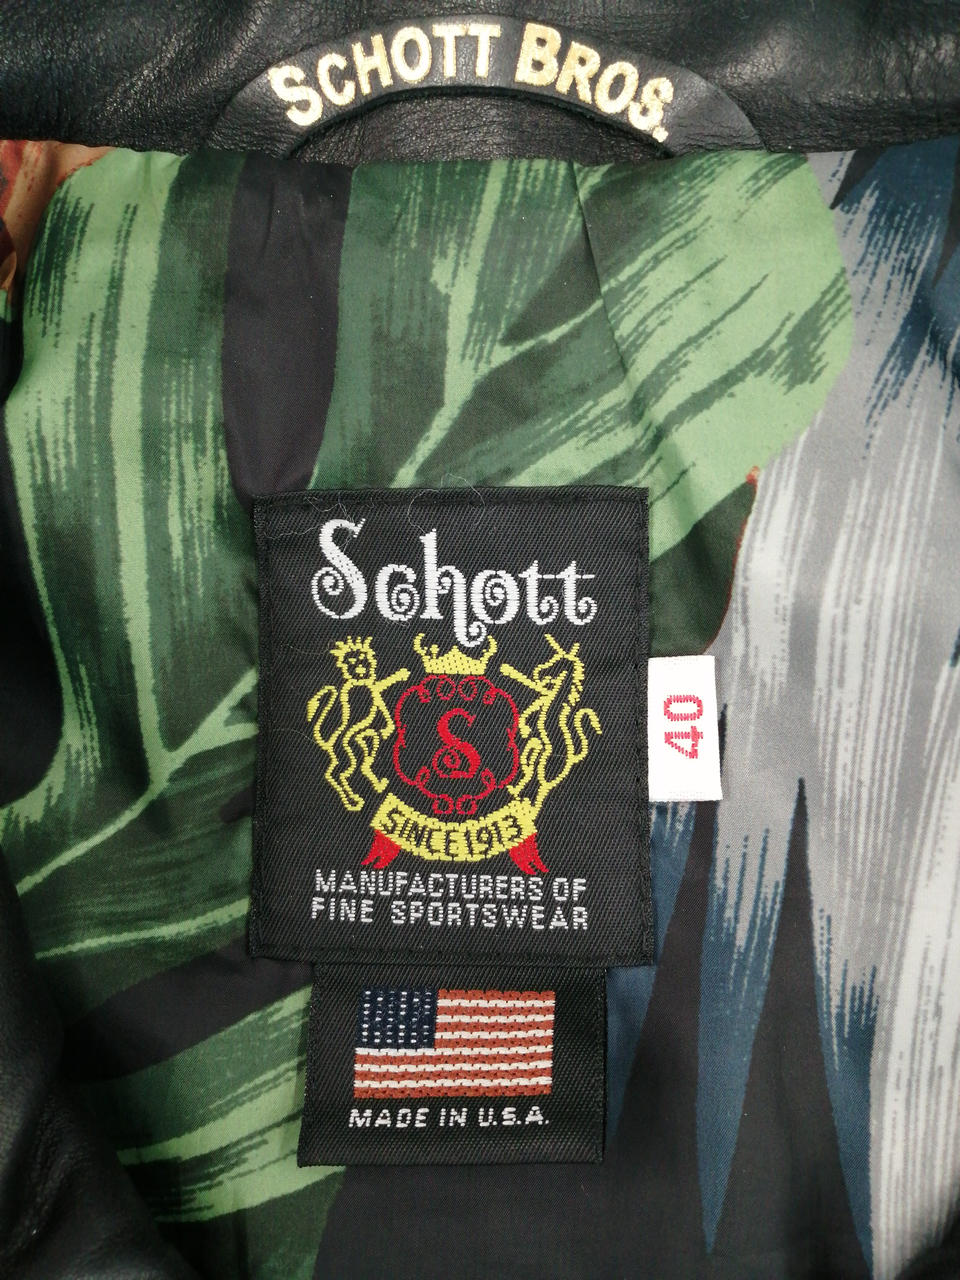 SCHOTT BROS.
Schott
S
SINCE 1913
MANUFACTURERS OF
FINE SPORTSWEAR
40
MADE IN U.S.A.